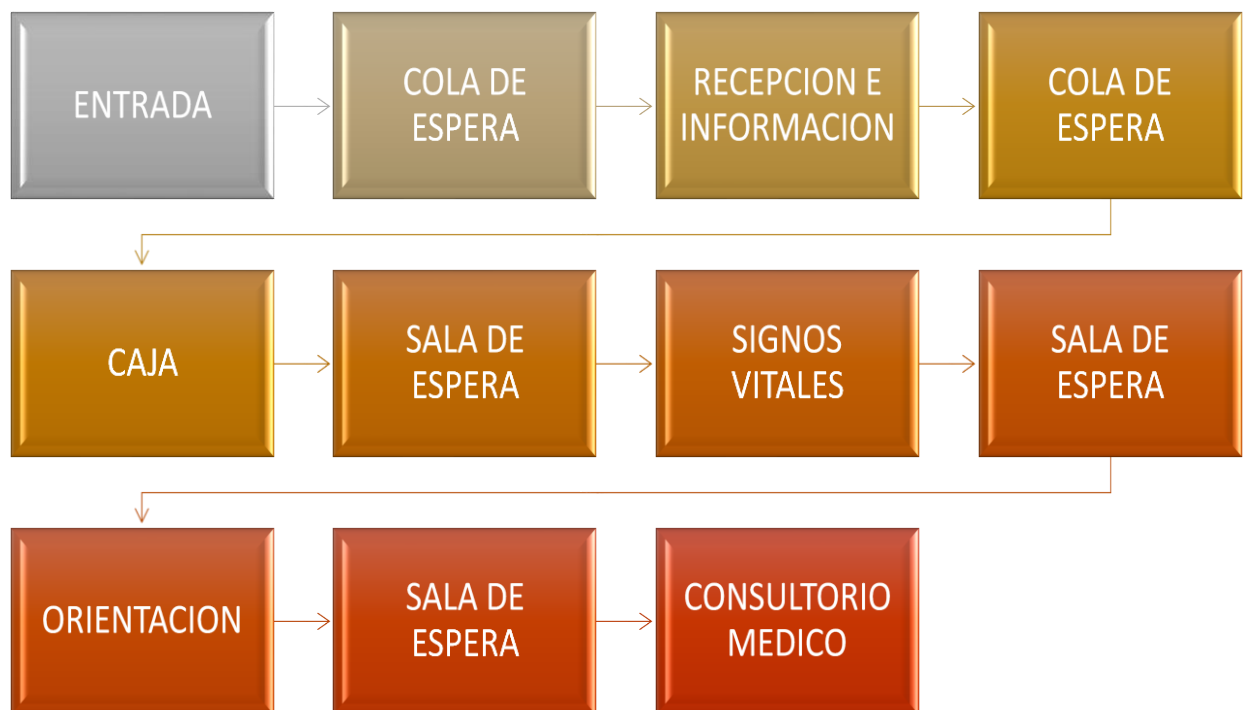 ENTRADA
COLA DE
ESPERA
RECEPCION E
INFORMACION
COLA DE
ESPERA
CAJA
SALA DE
ESPERA
SIGNOS
VITALES
SALA DE
ESPERA
ORIENTACION
SALA DE
ESPERA
CONSULTORIO
MEDICO